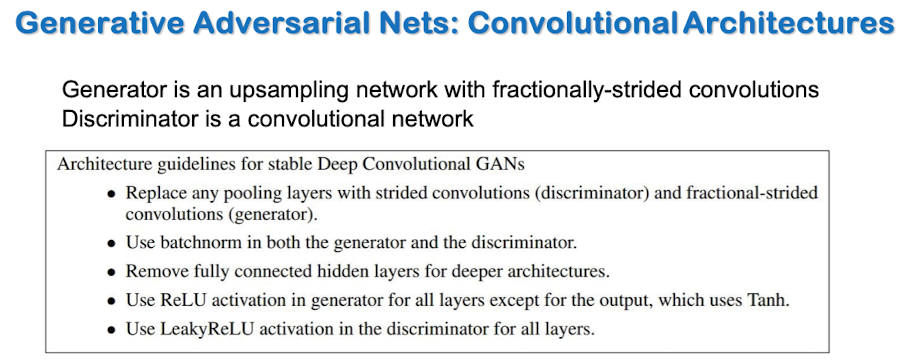 Generative Adversarial Nets: Convolutional Architectures
Generator is an upsampling network with fractionally-strided convolutions
Discriminator is a convolutional network
Architecture guidelines for stable Deep Convolutional GANs
• Replace any pooling layers with strided convolutions (discriminator) and fractional-strided
convolutions (generator).
• Use batchnorm in both the generator and the discriminator.
• Remove fully connected hidden layers for deeper architectures.
• Use ReLU activation in generator for all layers except for the output, which uses Tanh.
• Use LeakyReLU activation in the discriminator for all layers.